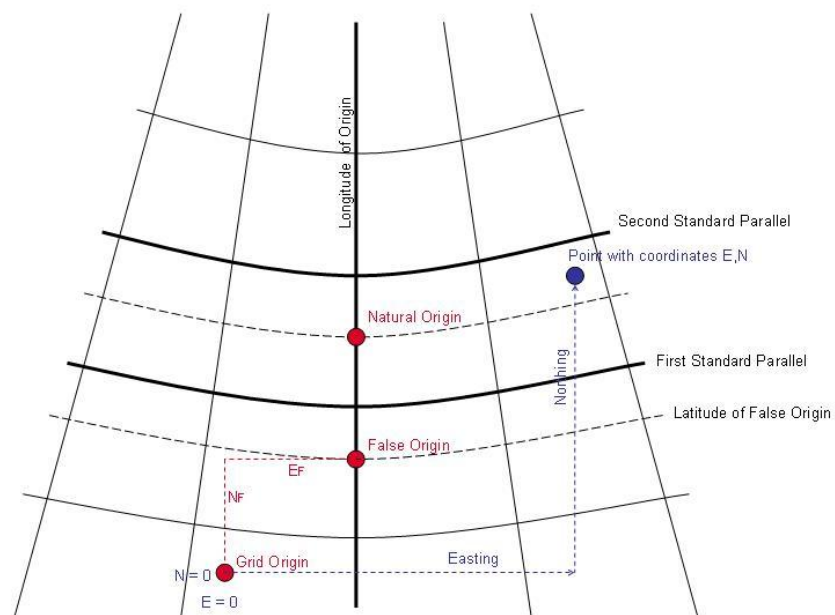 Longitude of Origin
Second Standard Parallel
Point with coordinates E,N
Natural Origin
First Standard Parallel
Northing
Latitude of False Origin
False Origin
EF
NF
Grid Origin
Easting
N = 0
E = 0